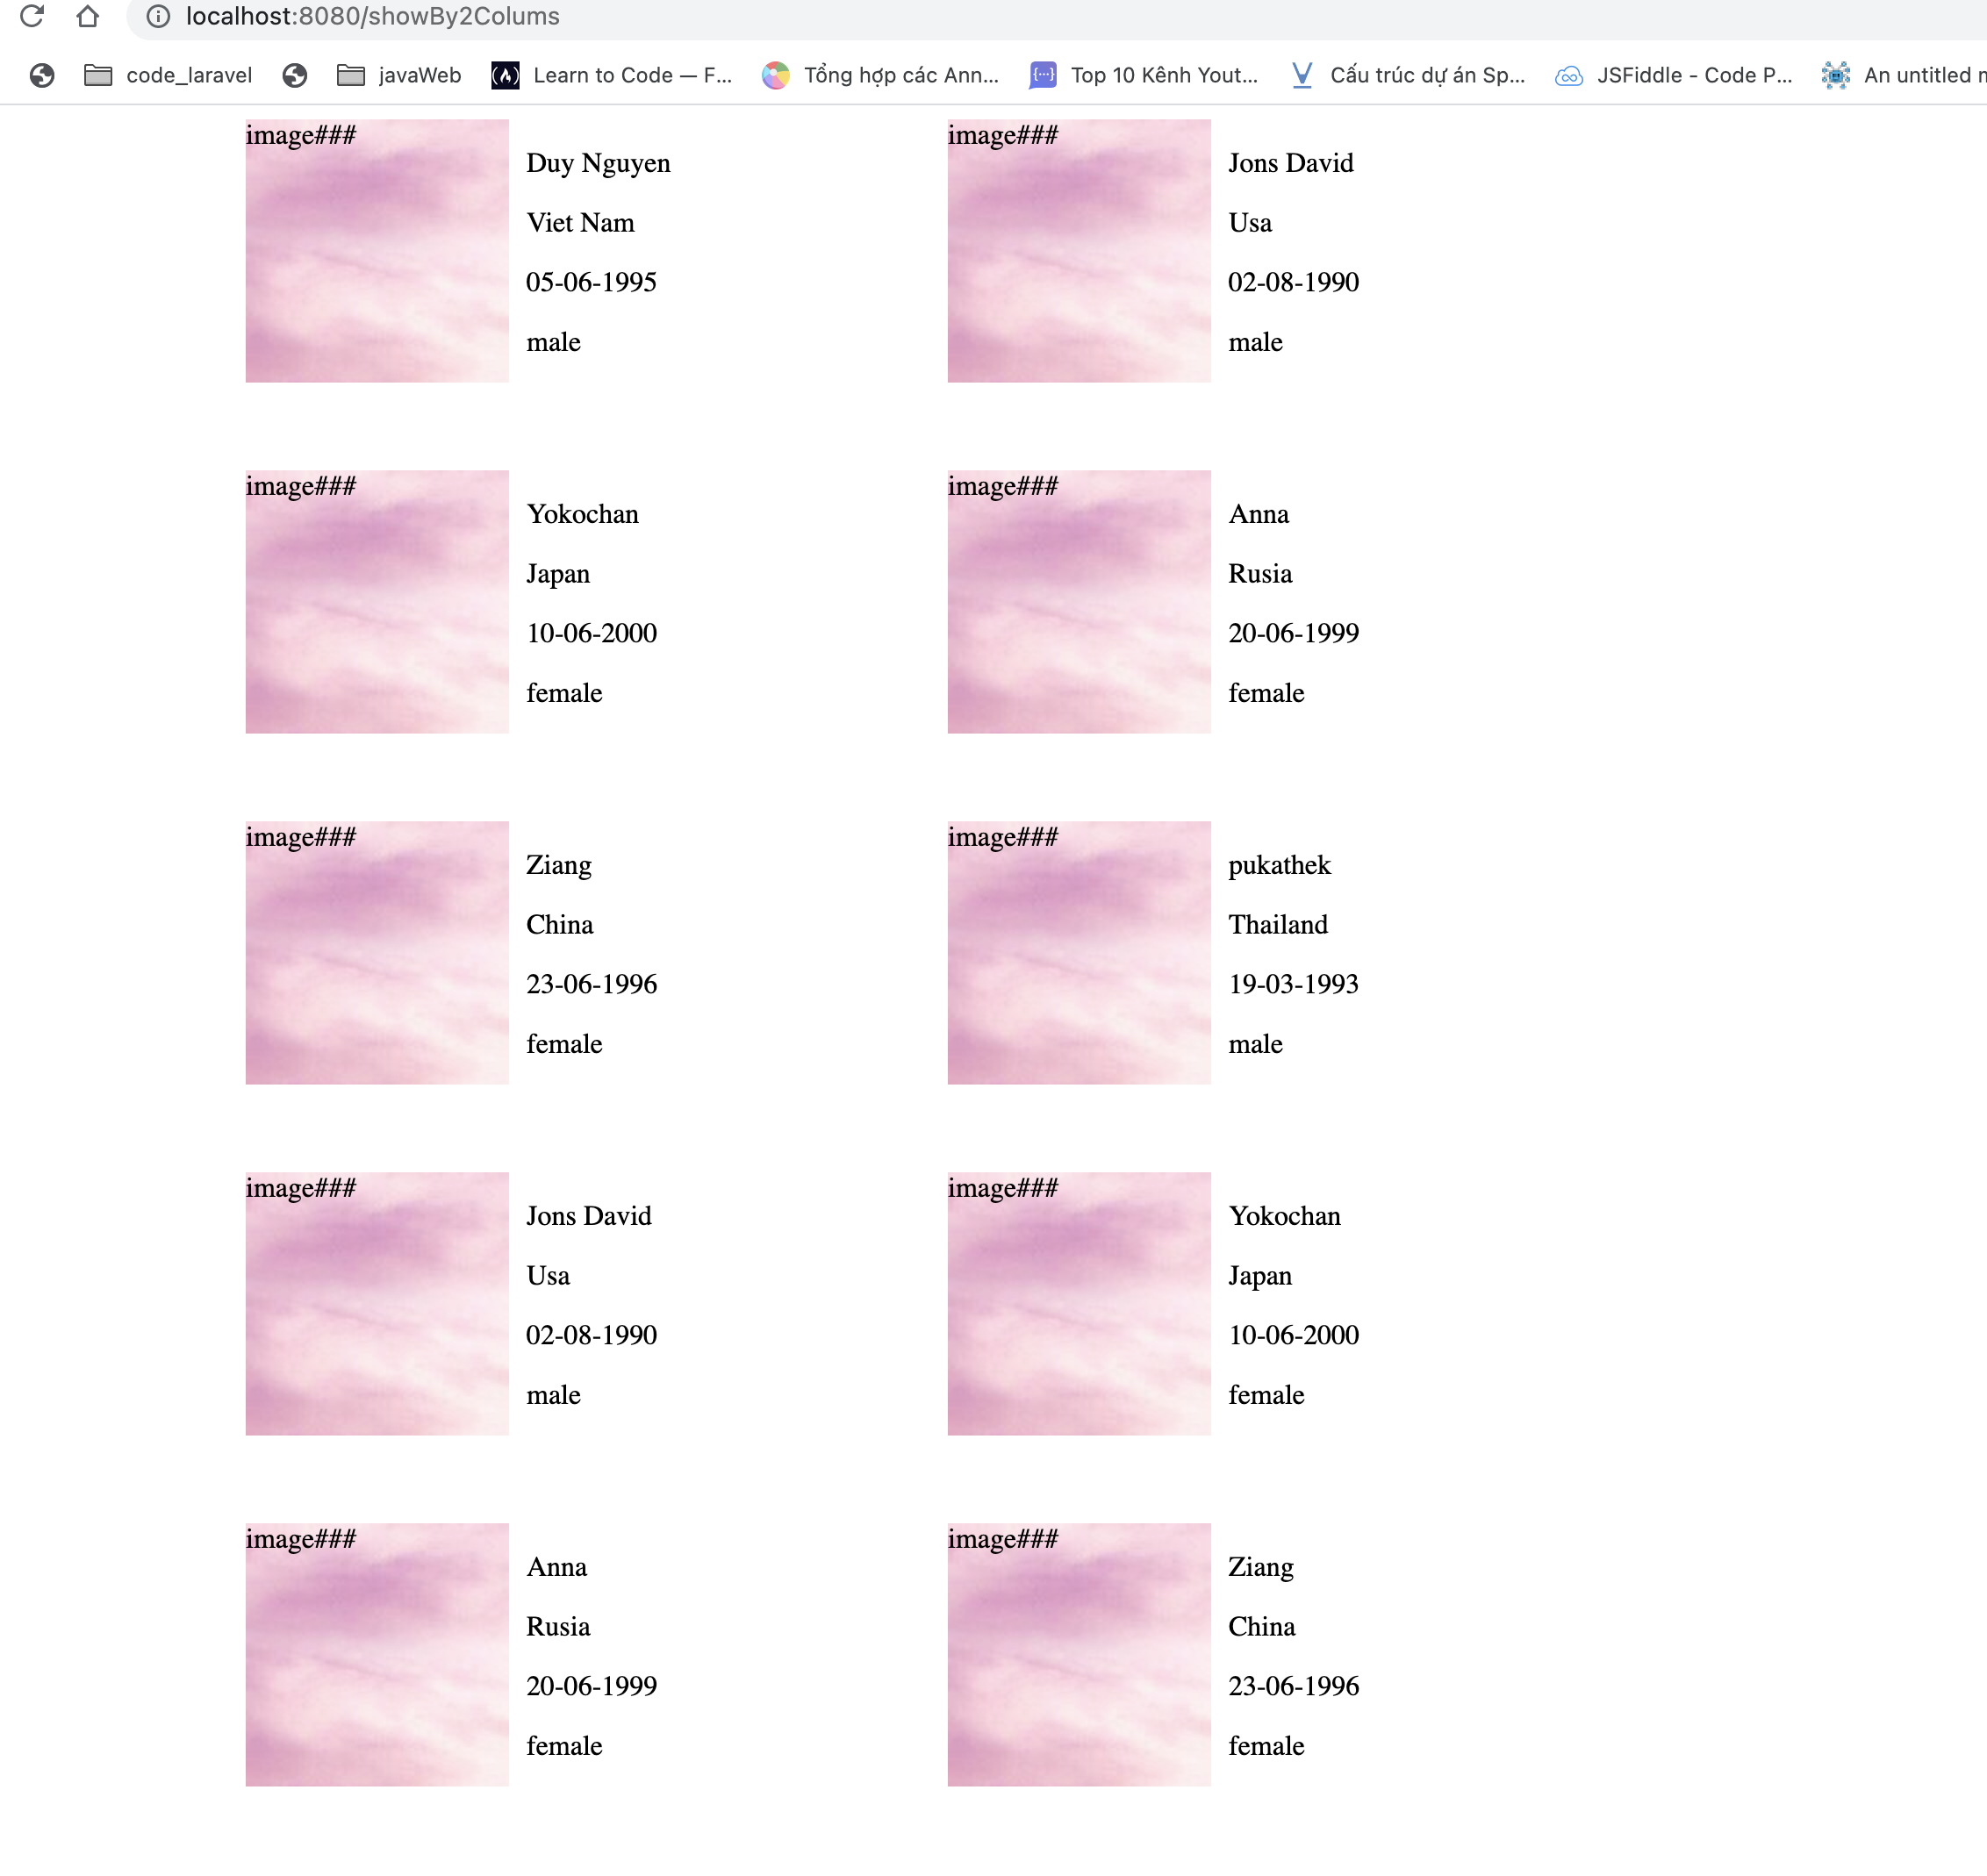 localhost:8080/showBy2Colums
code_laravel javaWeb Learn to Code — F... Tổng hợp các Ann... Top 10 Kênh Yout... Cấu trúc dự án Sp... JSFiddle - Code P... An untitled
image###
Duy Nguyen
Viet Nam
05-06-1995
male
image###
Jons David
Usa
02-08-1990
male
image###
Yokochan
Japan
10-06-2000
female
image###
Anna
Rusia
20-06-1999
female
image###
Ziang
China
23-06-1996
female
image###
pukathek
Thailand
19-03-1993
male
image###
Jons David
Usa
02-08-1990
male
image###
Yokochan
Japan
10-06-2000
female
image###
Anna
Rusia
20-06-1999
female
image###
Ziang
China
23-06-1996
female